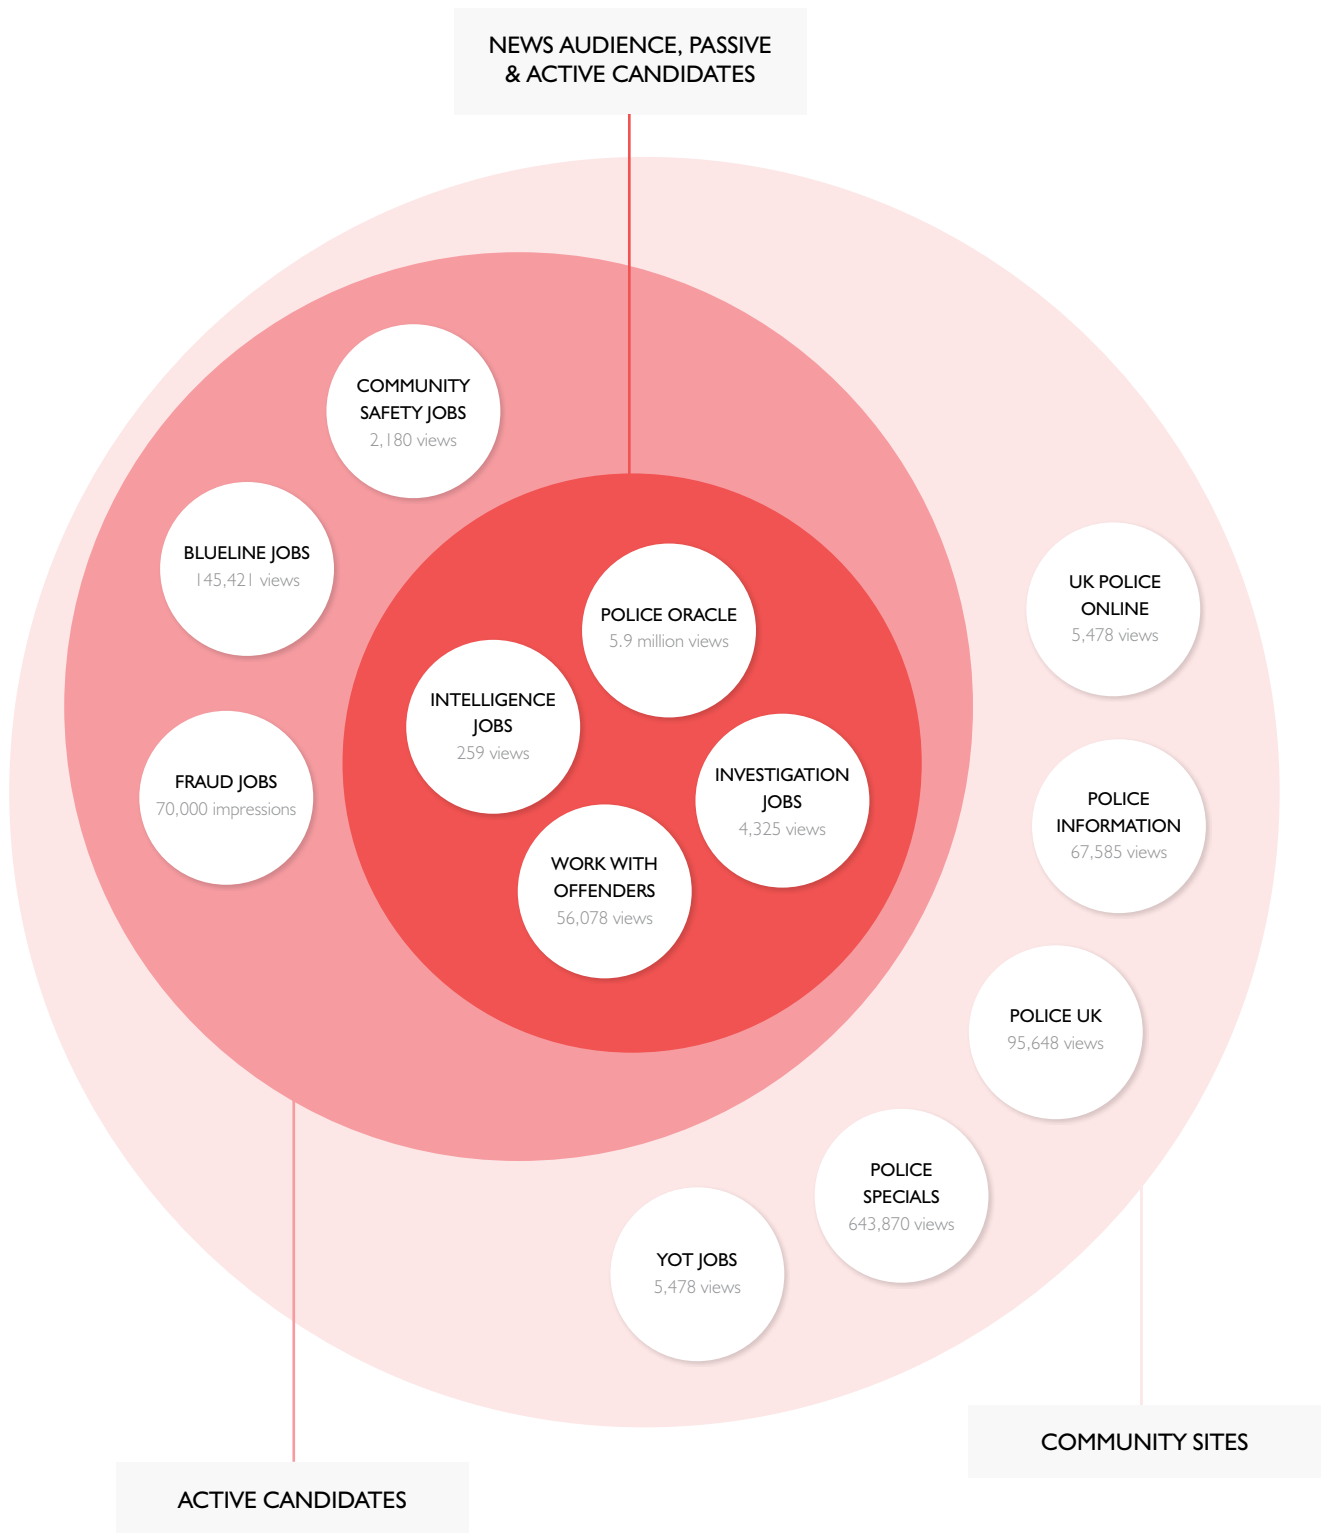 NEWS AUDIENCE, PASSIVE
& ACTIVE CANDIDATES
COMMUNITY
SAFETY JOBS
2,180 views
BLUELINE JOBS
145,421 views
FRAUD JOBS
70,000 impressions
POLICE ORACLE
5.9 million views
INTELLIGENCE
JOBS
259 views
INVESTIGATION
JOBS
4,325 views
WORK WITH
OFFENDERS
56,078 views
UK POLICE
ONLINE
5,478 views
POLICE
INFORMATION
67,585 views
POLICE UK
95,648 views
POLICE
SPECIALS
643,870 views
YOT JOBS
5,478 views
COMMUNITY SITES
ACTIVE CANDIDATES